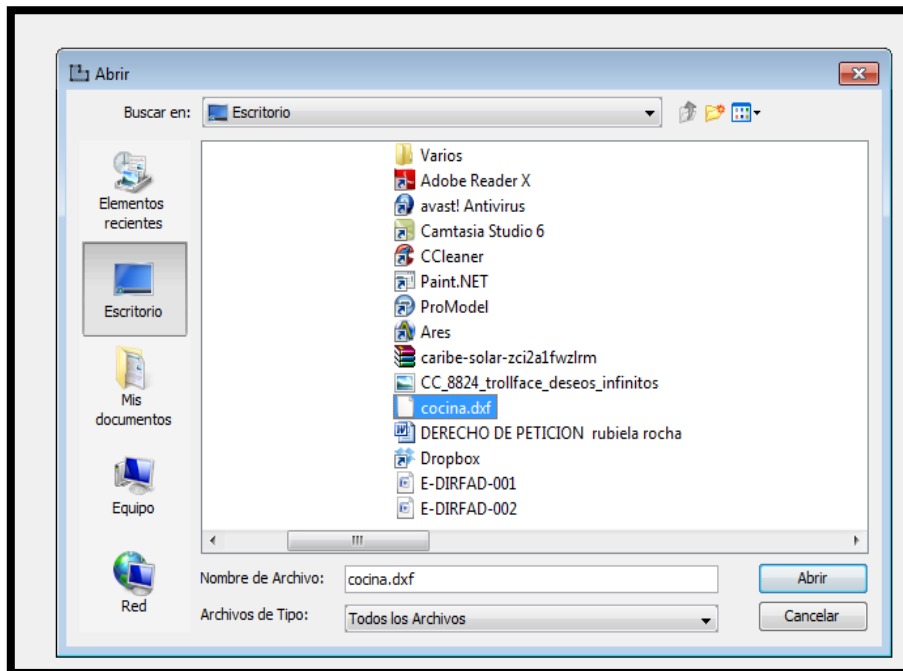 Abrir
Buscar en: Escritorio
Elementos
recientes
Escritorio
Mis
documentos
Equipo
Red
Varios
Adobe Reader X
avast! Antivirus
Camtasia Studio 6
CCleaner
Paint.NET
ProModel
Ares
caribe-solar-zci2a1fwzlrm
CC_8824_trollface_deseos_infinitos
cocina.dxf
DERECHO DE PETICION rubiela rocha
Dropbox
E-DIRFAD-001
E-DIRFAD-002
Nombre de Archivo: cocina.dxf Abrir
Archivos de Tipo: Todos los Archivos Cancelar